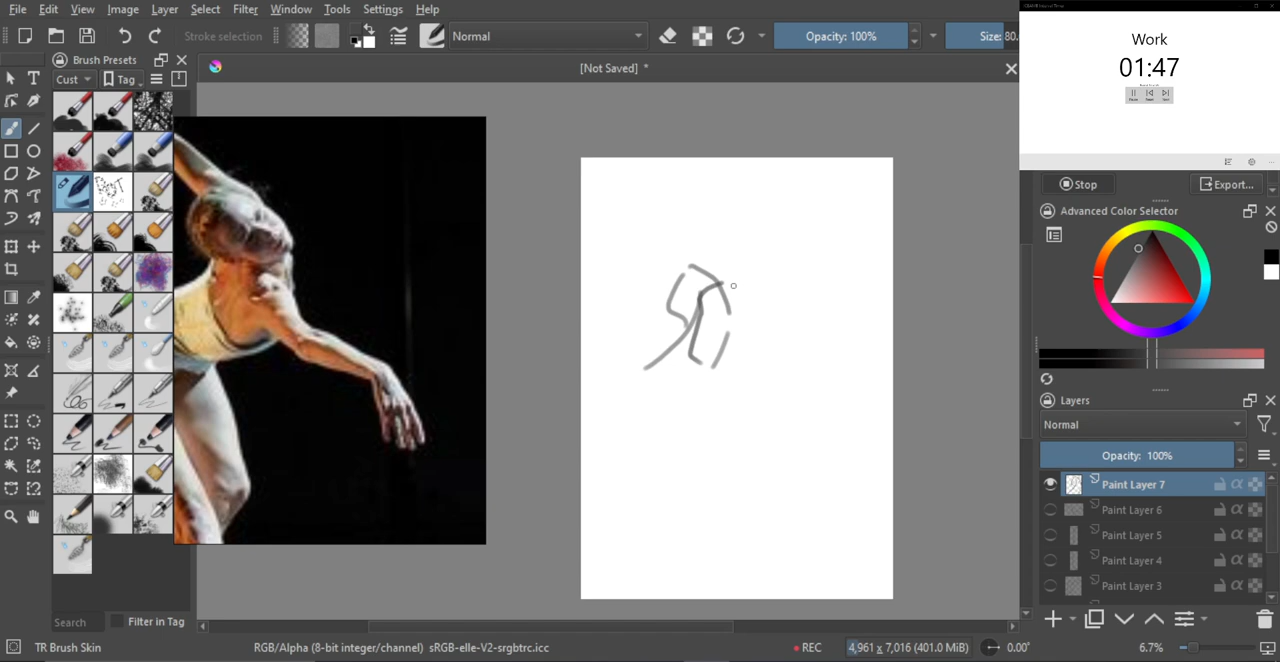 File Edit View Image Layer Select Filter Tools Settings Window Help
Stroke selection
Normal
Opacity: 100%
Size: 80.
Brush Presets
Cust
Tag
[Not Saved] *
Work
01:47
Stop
Export...
Advanced Color Selector
Layers
Normal
Opacity: 100%
Paint Layer 7
Paint Layer 6
Paint Layer 5
Paint Layer 4
Paint Layer 3
Search
Filter in Tag
TR Brush Skin
RGB/Alpha (8-bit integer/channel) sRGB-elle-V2-srgbtrc.icc
REC
4,961 x 7,016 (401.0 MiB)
0.00°
6.7%